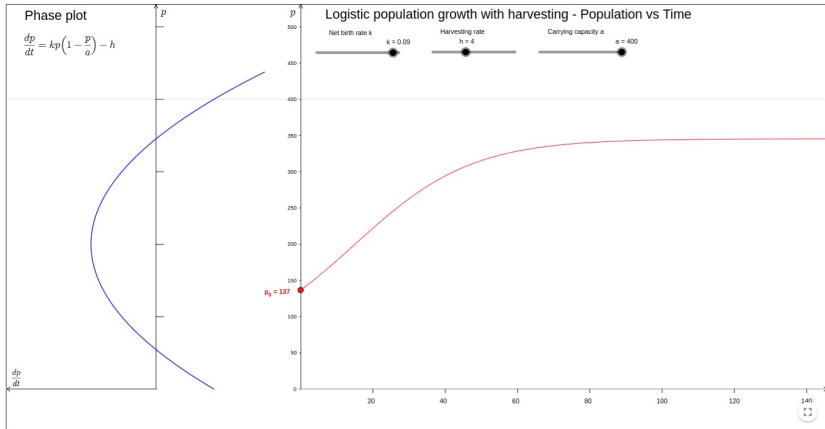 Phase plot
dp/dt = kp(1 − p/a) − h
p
dp/dt
Logistic population growth with harvesting - Population vs Time
Net birth rate k
k = 0.09
Harvesting rate
h = 4
Carrying capacity a
a = 400
p
500
450
400
350
300
250
200
150
100
50
0
p₀ = 137
20
40
60
80
100
120
140